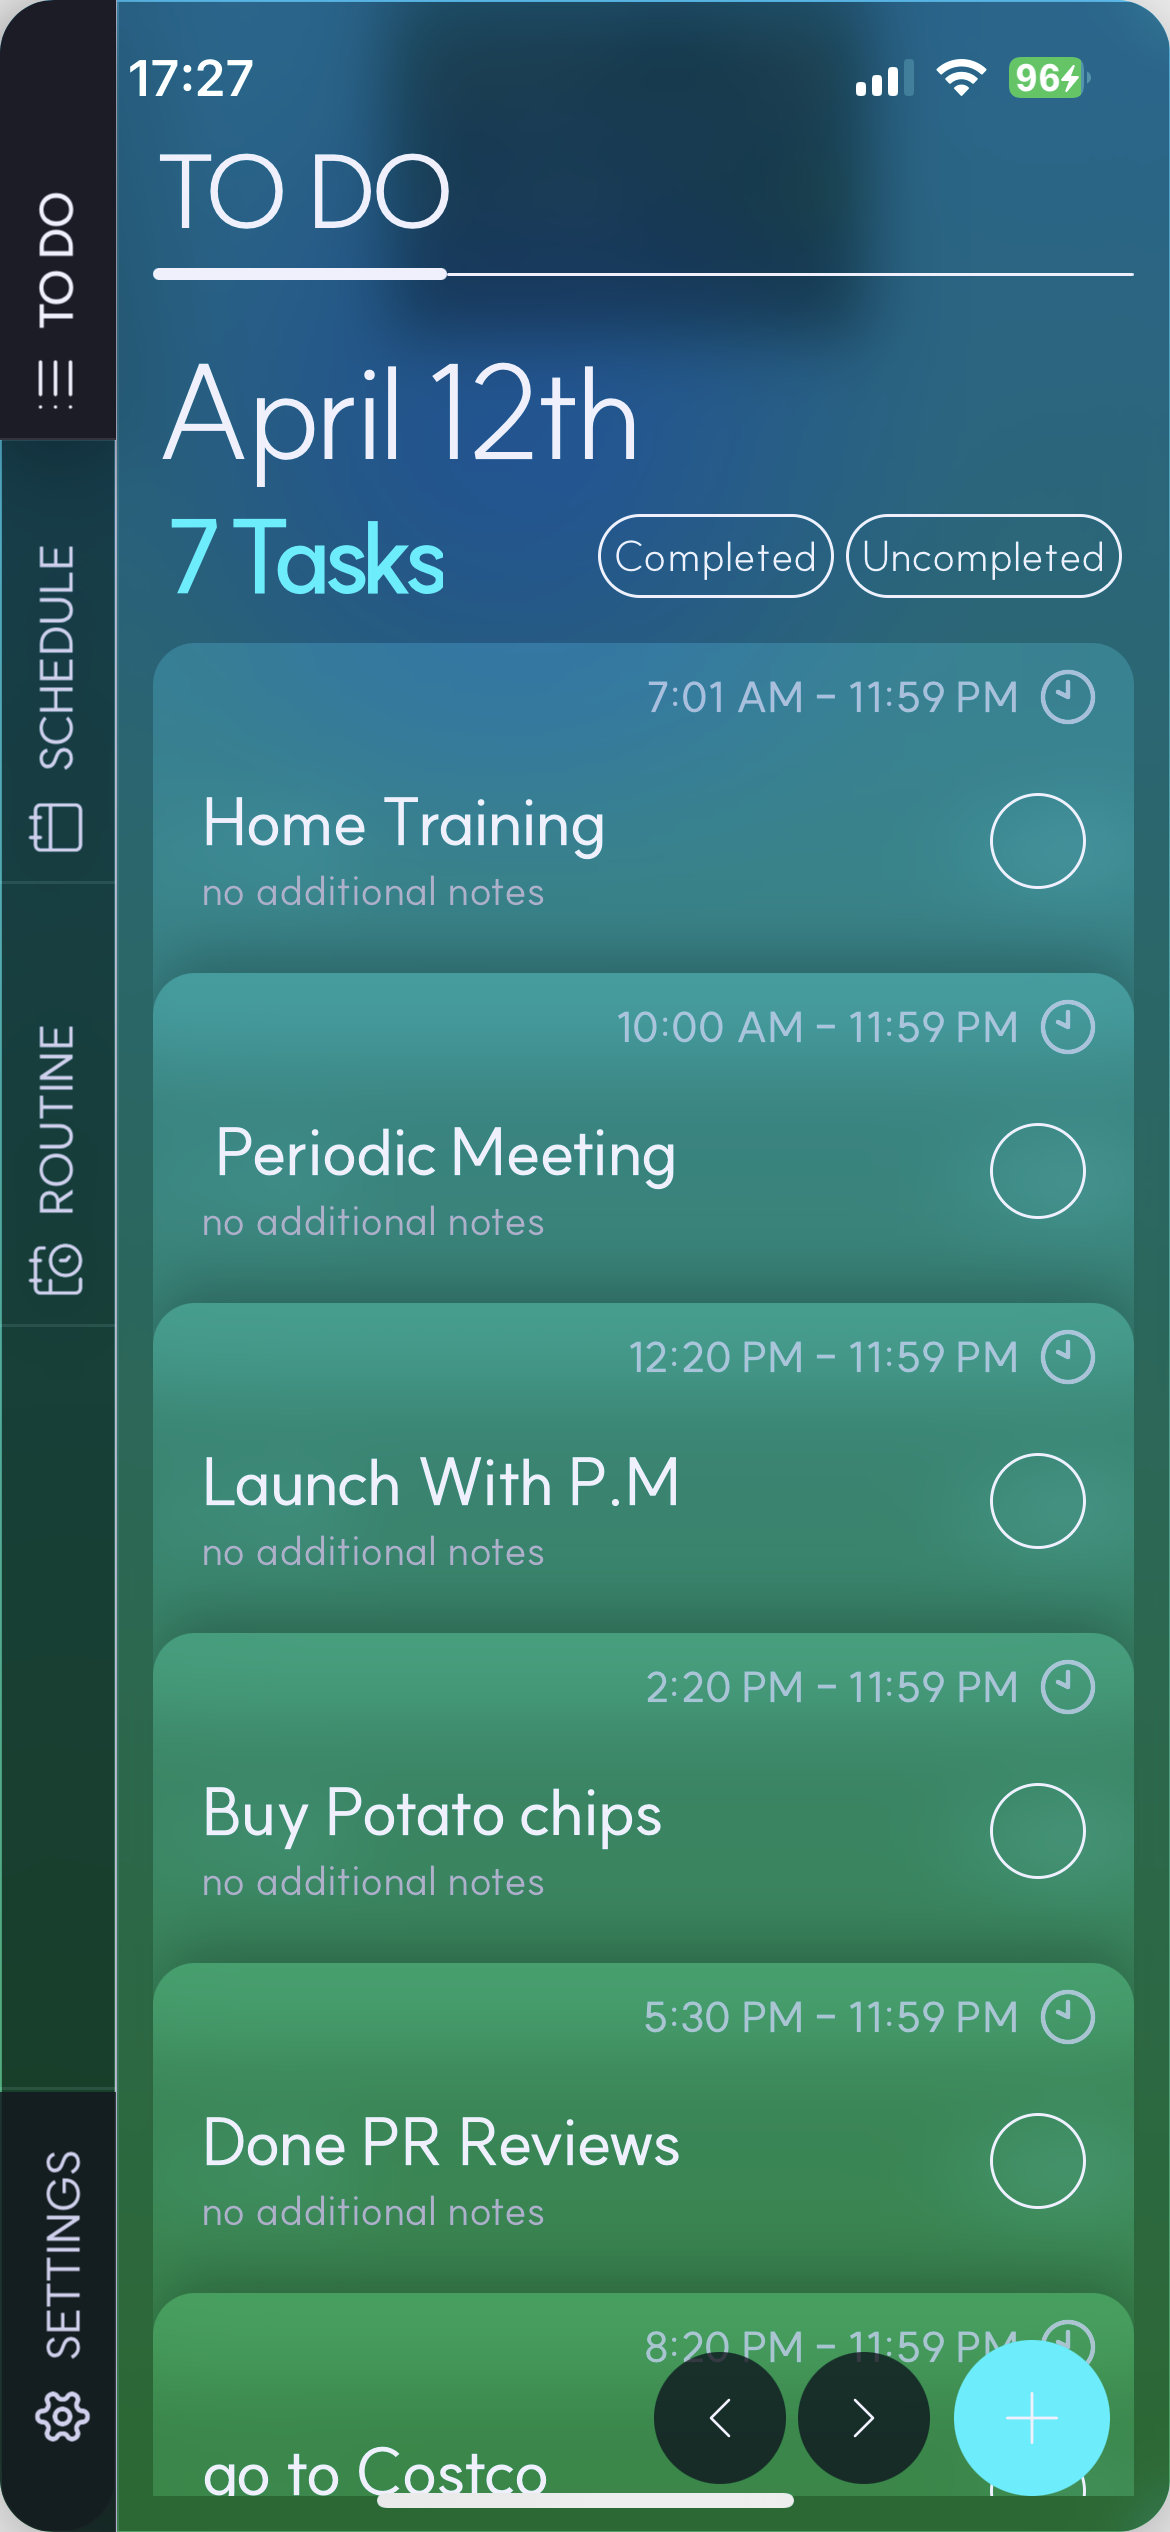 17:27
96
TO DO
TO DO
SCHEDULE
ROUTINE
SETTINGS
April 12th
7 Tasks
Completed
Uncompleted
7:01 AM – 11:59 PM
Home Training
no additional notes
10:00 AM – 11:59 PM
Periodic Meeting
no additional notes
12:20 PM – 11:59 PM
Launch With P.M
no additional notes
2:20 PM – 11:59 PM
Buy Potato chips
no additional notes
5:30 PM – 11:59 PM
Done PR Reviews
no additional notes
8:20 PM – 11:59 PM
go to Costco